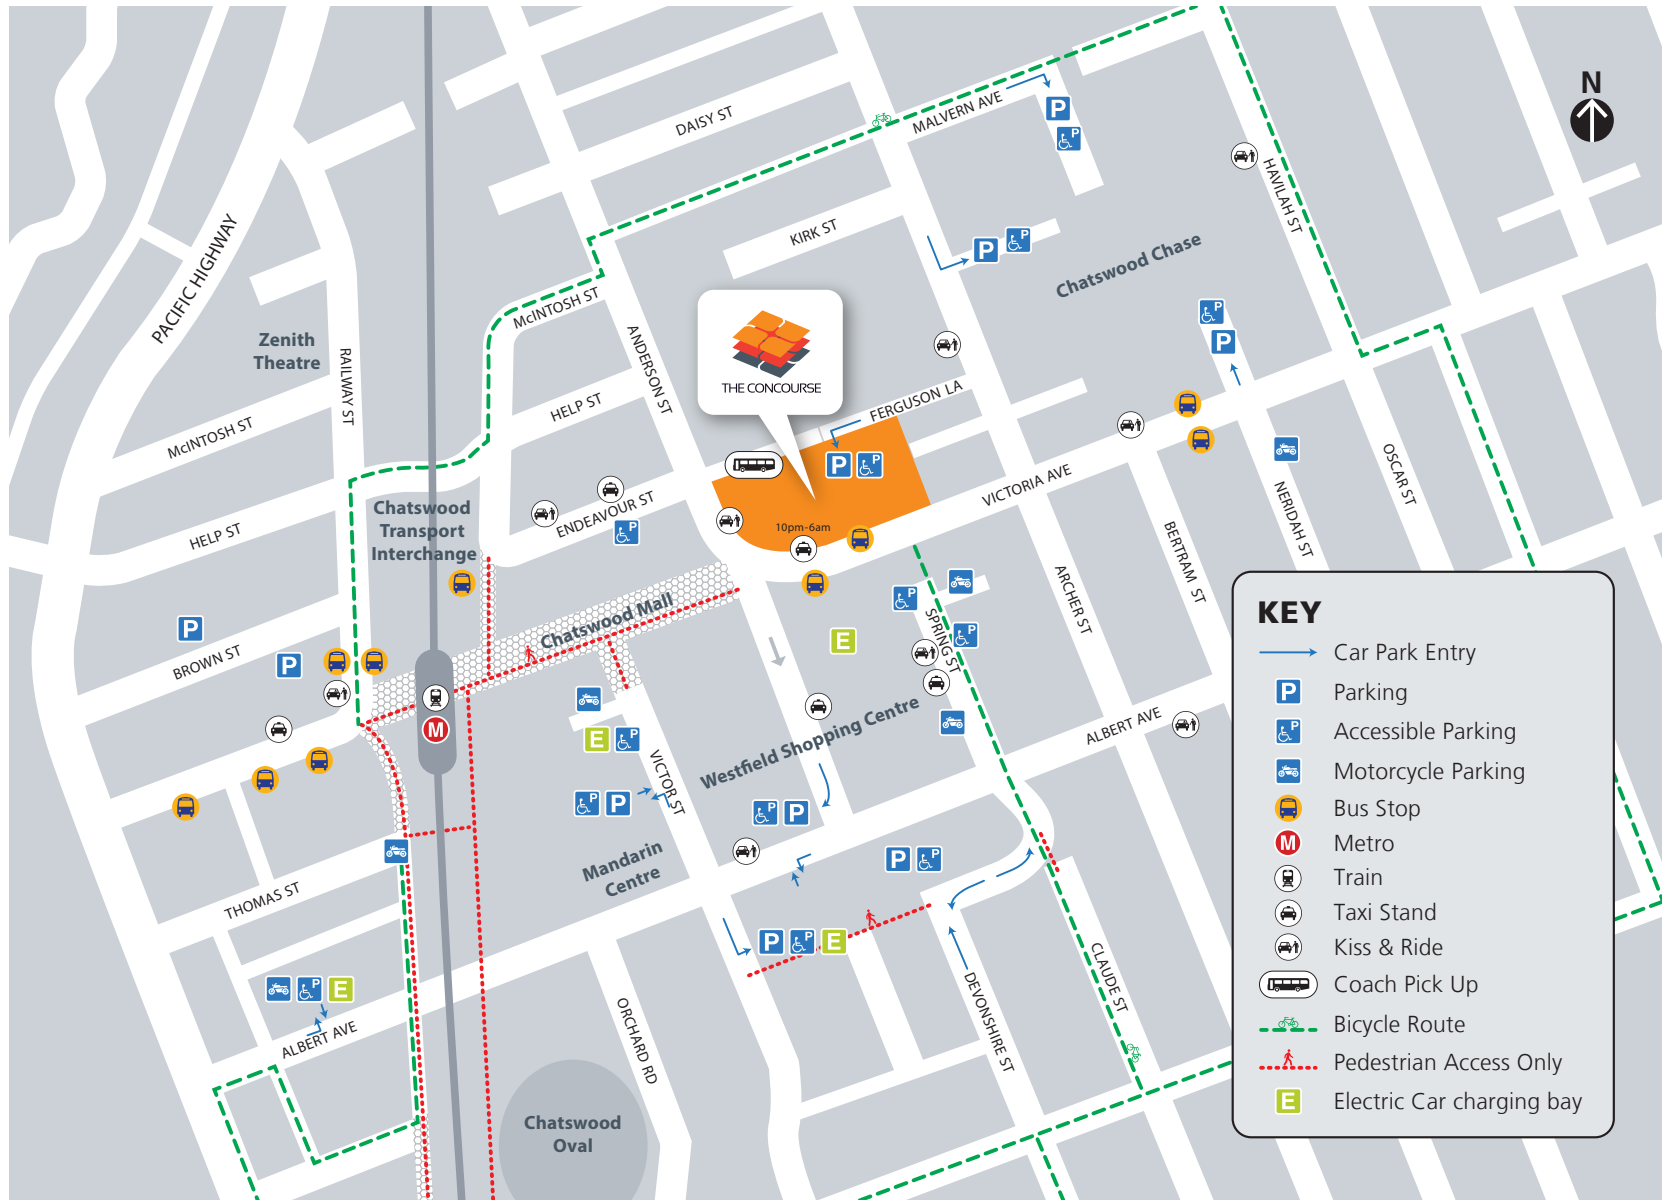 N
MALVERN AVE
P
P
DAISY ST
HAVILAH ST
PACIFIC HIGHWAY
KIRK ST
P
P
Chatswood Chase
McINTOSH ST
P
P
Zenith
Theatre
RAILWAY ST
ANDERSON ST
THE CONCOURSE
FERGUSON LA
HELP ST
McINTOSH ST
P
P
VICTORIA AVE
OSCAR ST
NERIDAH ST
BERTRAM ST
Chatswood
Transport
Interchange
ENDEAVOUR ST
P
10pm-6am
HELP ST
Chatswood Mall
ARCHER ST
P
SPRING ST
P
E
P
BROWN ST
P
M
E
P
VICTOR ST
Westfield Shopping Centre
ALBERT AVE
P
P
P
P
Mandarin
Centre
P
P
THOMAS ST
P
P
E
P
E
ALBERT AVE
ORCHARD RD
DEVONSHIRE ST
CLAUDE ST
Chatswood
Oval
KEY
Car Park Entry
P
Parking
P
Accessible Parking
Motorcycle Parking
Bus Stop
M
Metro
Train
Taxi Stand
Kiss & Ride
Coach Pick Up
Bicycle Route
Pedestrian Access Only
E
Electric Car charging bay